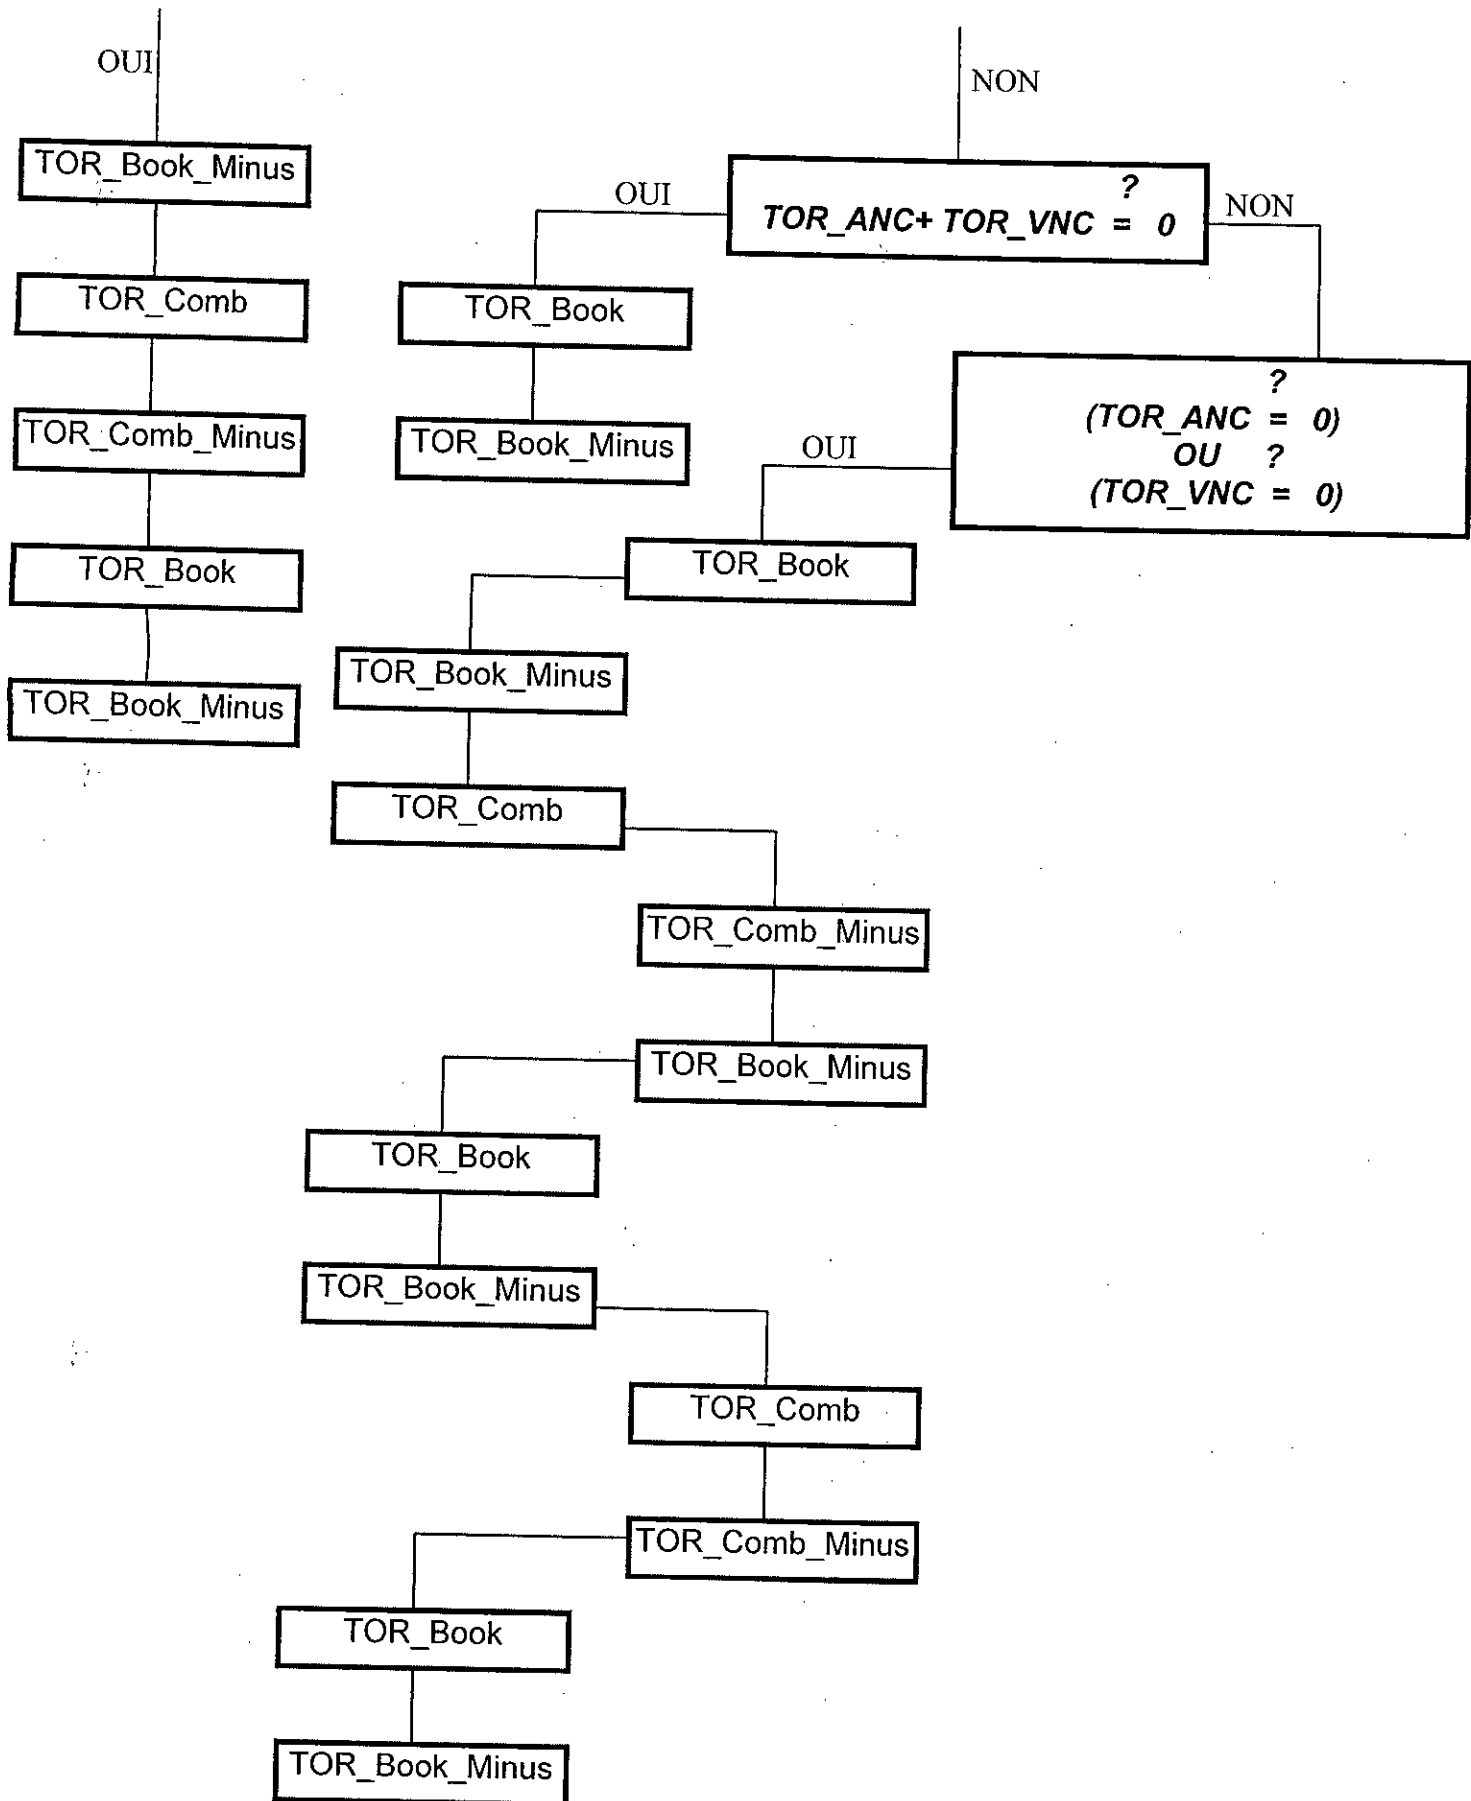 OUI
NON
TOR_Book_Minus
TOR_Comb
TOR_Comb_Minus
TOR_Book
TOR_Book_Minus
?
TOR_ANC+ TOR_VNC = 0
OUI
NON
TOR_Book
TOR_Book_Minus
?
(TOR_ANC = 0)
OU ?
(TOR_VNC = 0)
OUI
TOR_Book
TOR_Book_Minus
TOR_Comb
TOR_Comb_Minus
TOR_Book_Minus
TOR_Book
TOR_Book_Minus
TOR_Comb
TOR_Comb_Minus
TOR_Book
TOR_Book_Minus